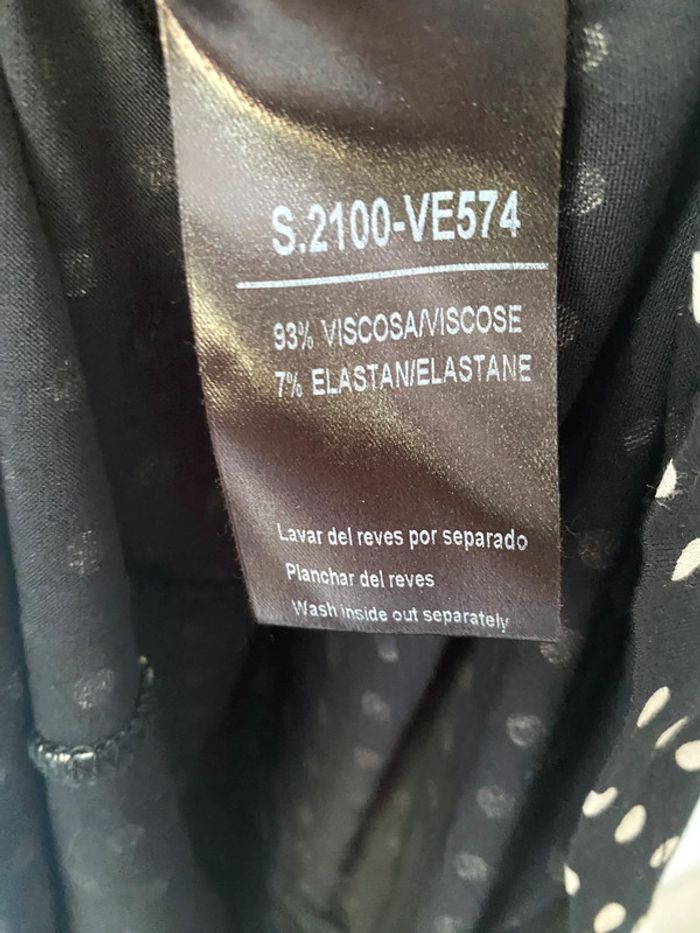 S.2100-VE574
93% VISCOSA/VISCOSE
7% ELASTAN/ELASTANE
Lavar del reves por separado
Planchar del reves
Wash inside out separately